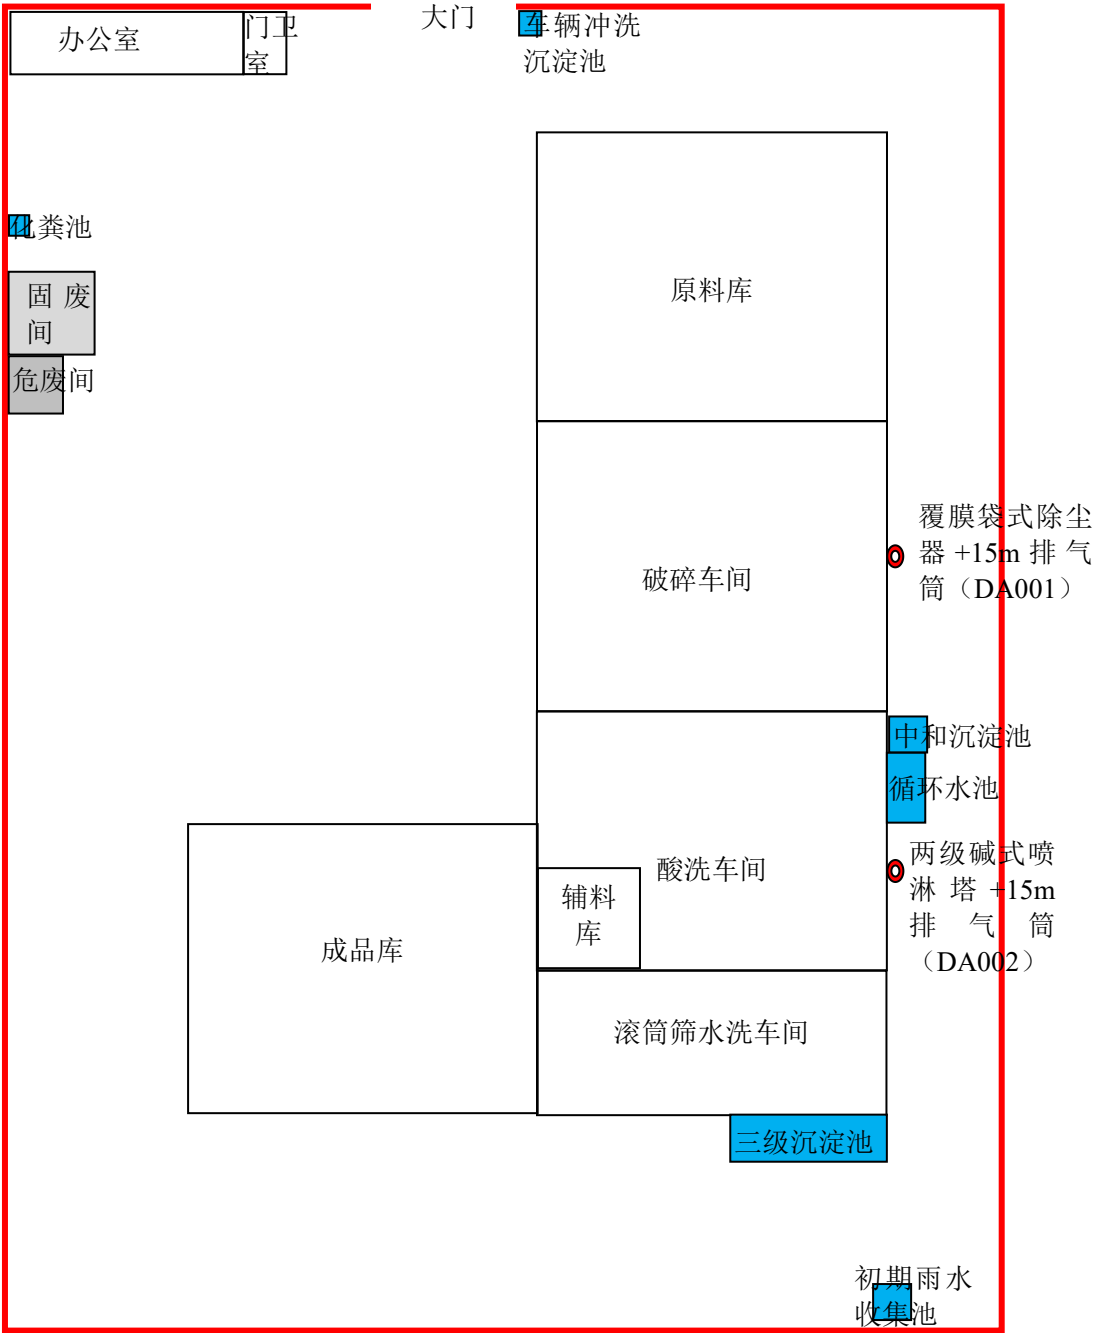 办公室
门卫
室
大门
车辆冲洗
沉淀池
化粪池
固废
间
危废间
原料库
破碎车间
覆膜袋式除尘
器+15m排气
筒（DA001）
中和沉淀池
循环水池
酸洗车间
两级碱式喷
淋塔+15m
排气筒
（DA002）
辅料
库
成品库
滚筒筛水洗车间
三级沉淀池
初期雨水
收集池